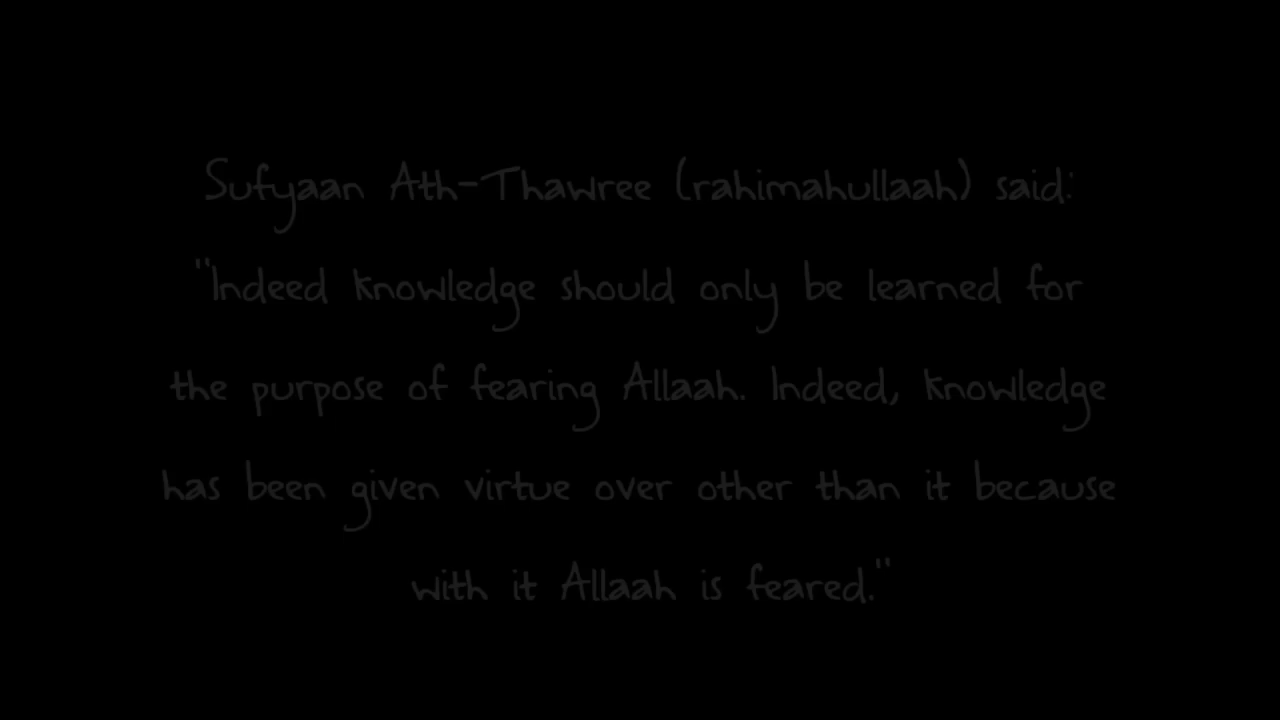 Sufyaan Ath-Thawree (rahimahullaah) said:
"Indeed knowledge should only be learned for
the purpose of fearing Allaah. Indeed, knowledge
has been given virtue over other than it because
with it Allaah is feared."